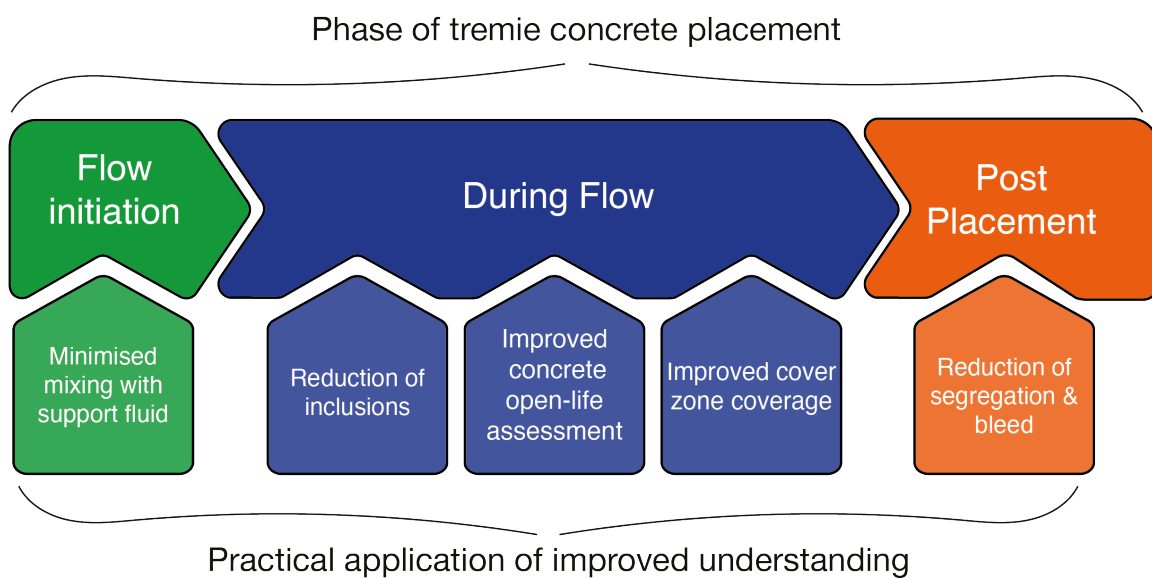 Phase of tremie concrete placement
Flow
initiation
During Flow
Post
Placement
Minimised
mixing with
support fluid
Reduction of
inclusions
Improved
concrete
open-life
assessment
Improved cover
zone coverage
Reduction of
segregation &
bleed
Practical application of improved understanding